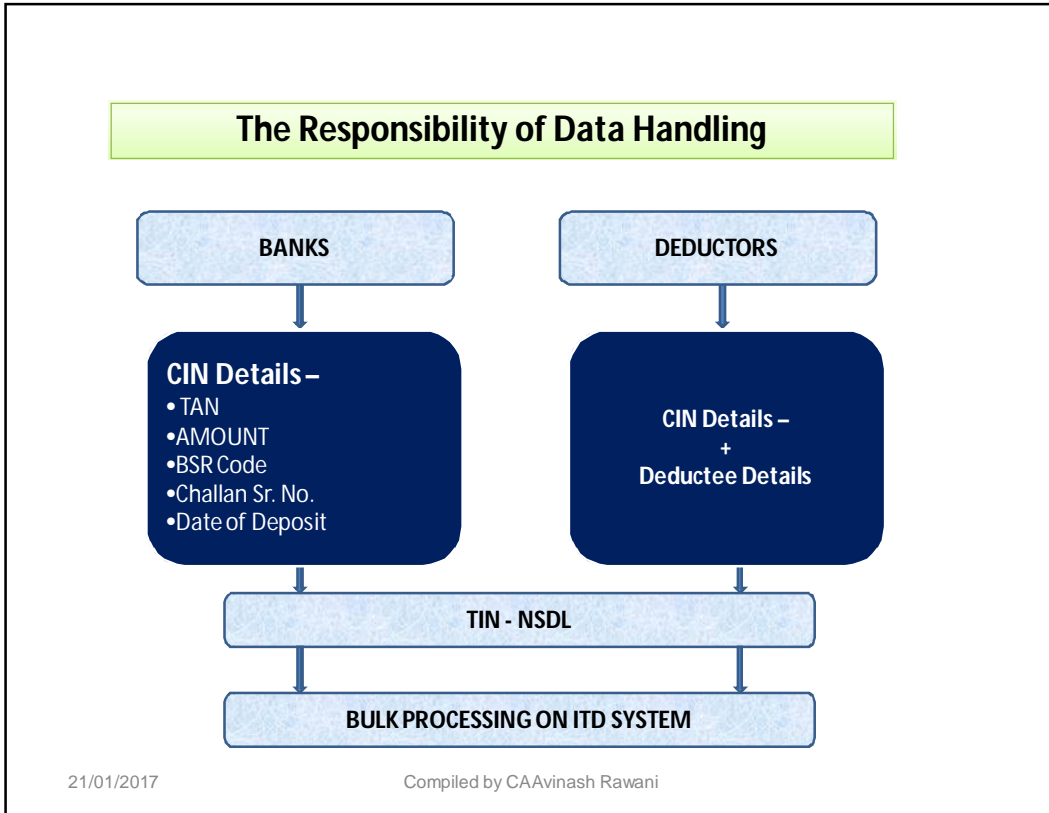 The Responsibility of Data Handling
BANKS
DEDUCTORS
CIN Details –
• TAN
•AMOUNT
•BSR Code
•Challan Sr. No.
•Date of Deposit
CIN Details –
+
Deductee Details
TIN - NSDL
BULK PROCESSING ON ITD SYSTEM
21/01/2017
Compiled by CAAvinash Rawani